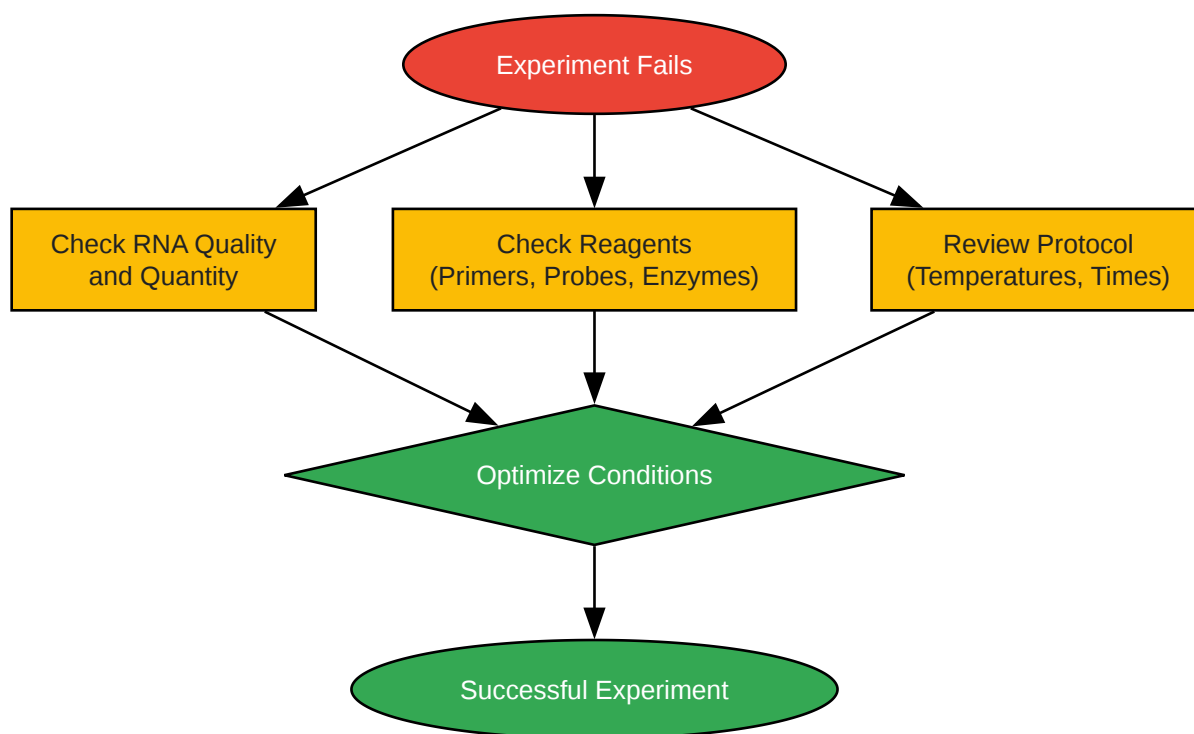 Experiment Fails
Check RNA Quality
and Quantity
Check Reagents
(Primers, Probes, Enzymes)
Review Protocol
(Temperatures, Times)
Optimize Conditions
Successful Experiment